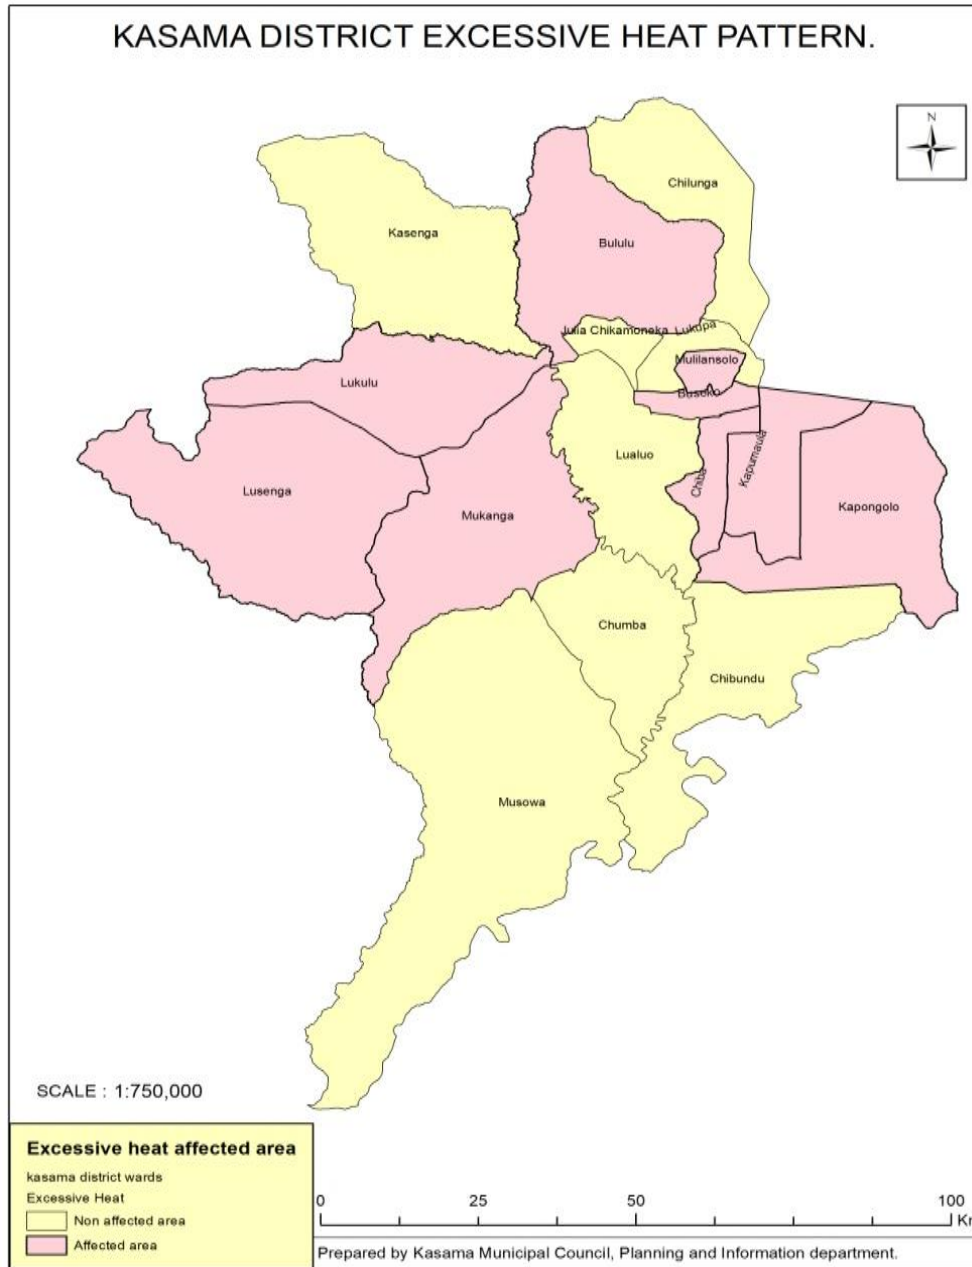 KASAMA DISTRICT EXCESSIVE HEAT PATTERN.
N
Chilunga
Kasenga
Bululu
Julia Chikamoneka
Lukupa
Mulilansolo
Lukulu
Buseko
Lualuo
Kapumaula
Chiba
Lusenga
Kapongolo
Mukanga
Chumba
Chibundu
Musowa
SCALE : 1:750,000
Excessive heat affected area
kasama district wards
Excessive Heat
Non affected area
Affected area
0 25 50 100
Prepared by Kasama Municipal Council, Planning and Information department.